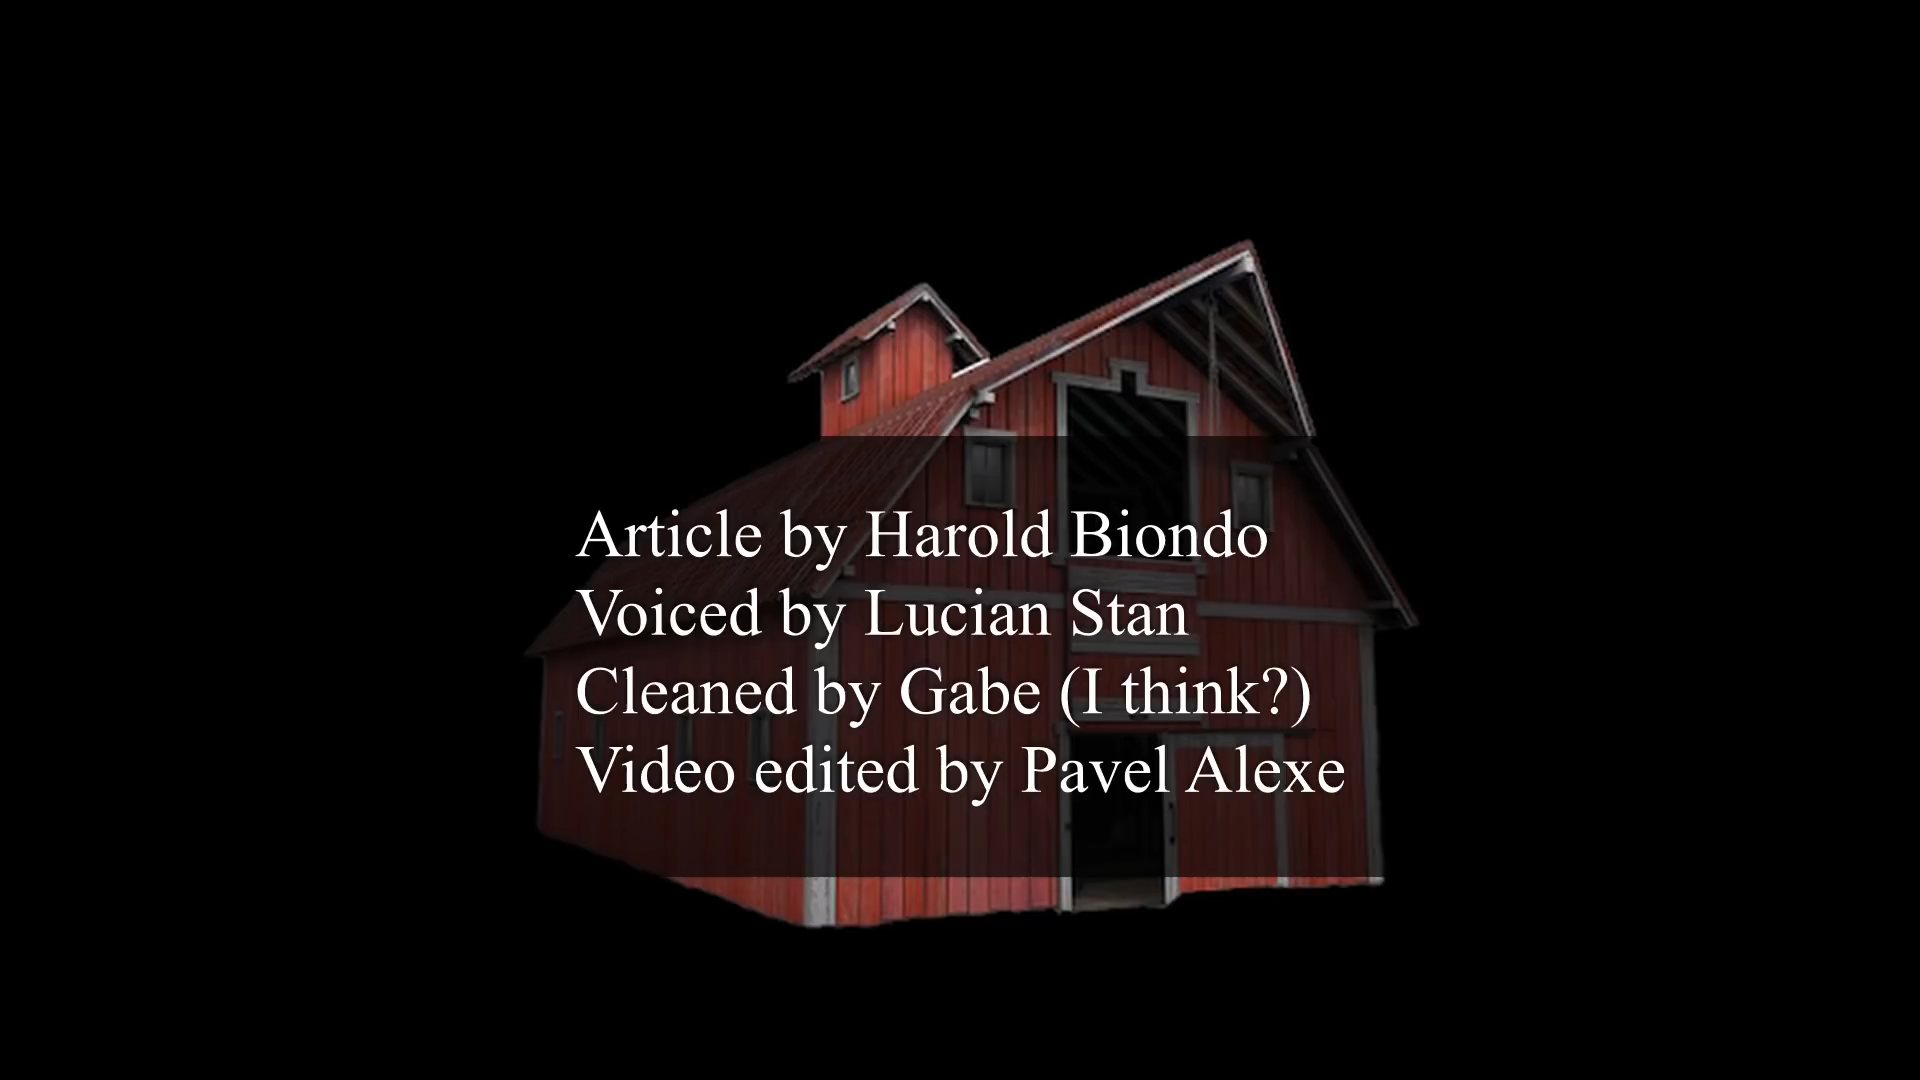 Article by Harold Biondo
Voiced by Lucian Stan
Cleaned by Gabe (I think?)
Video edited by Pavel Alexe